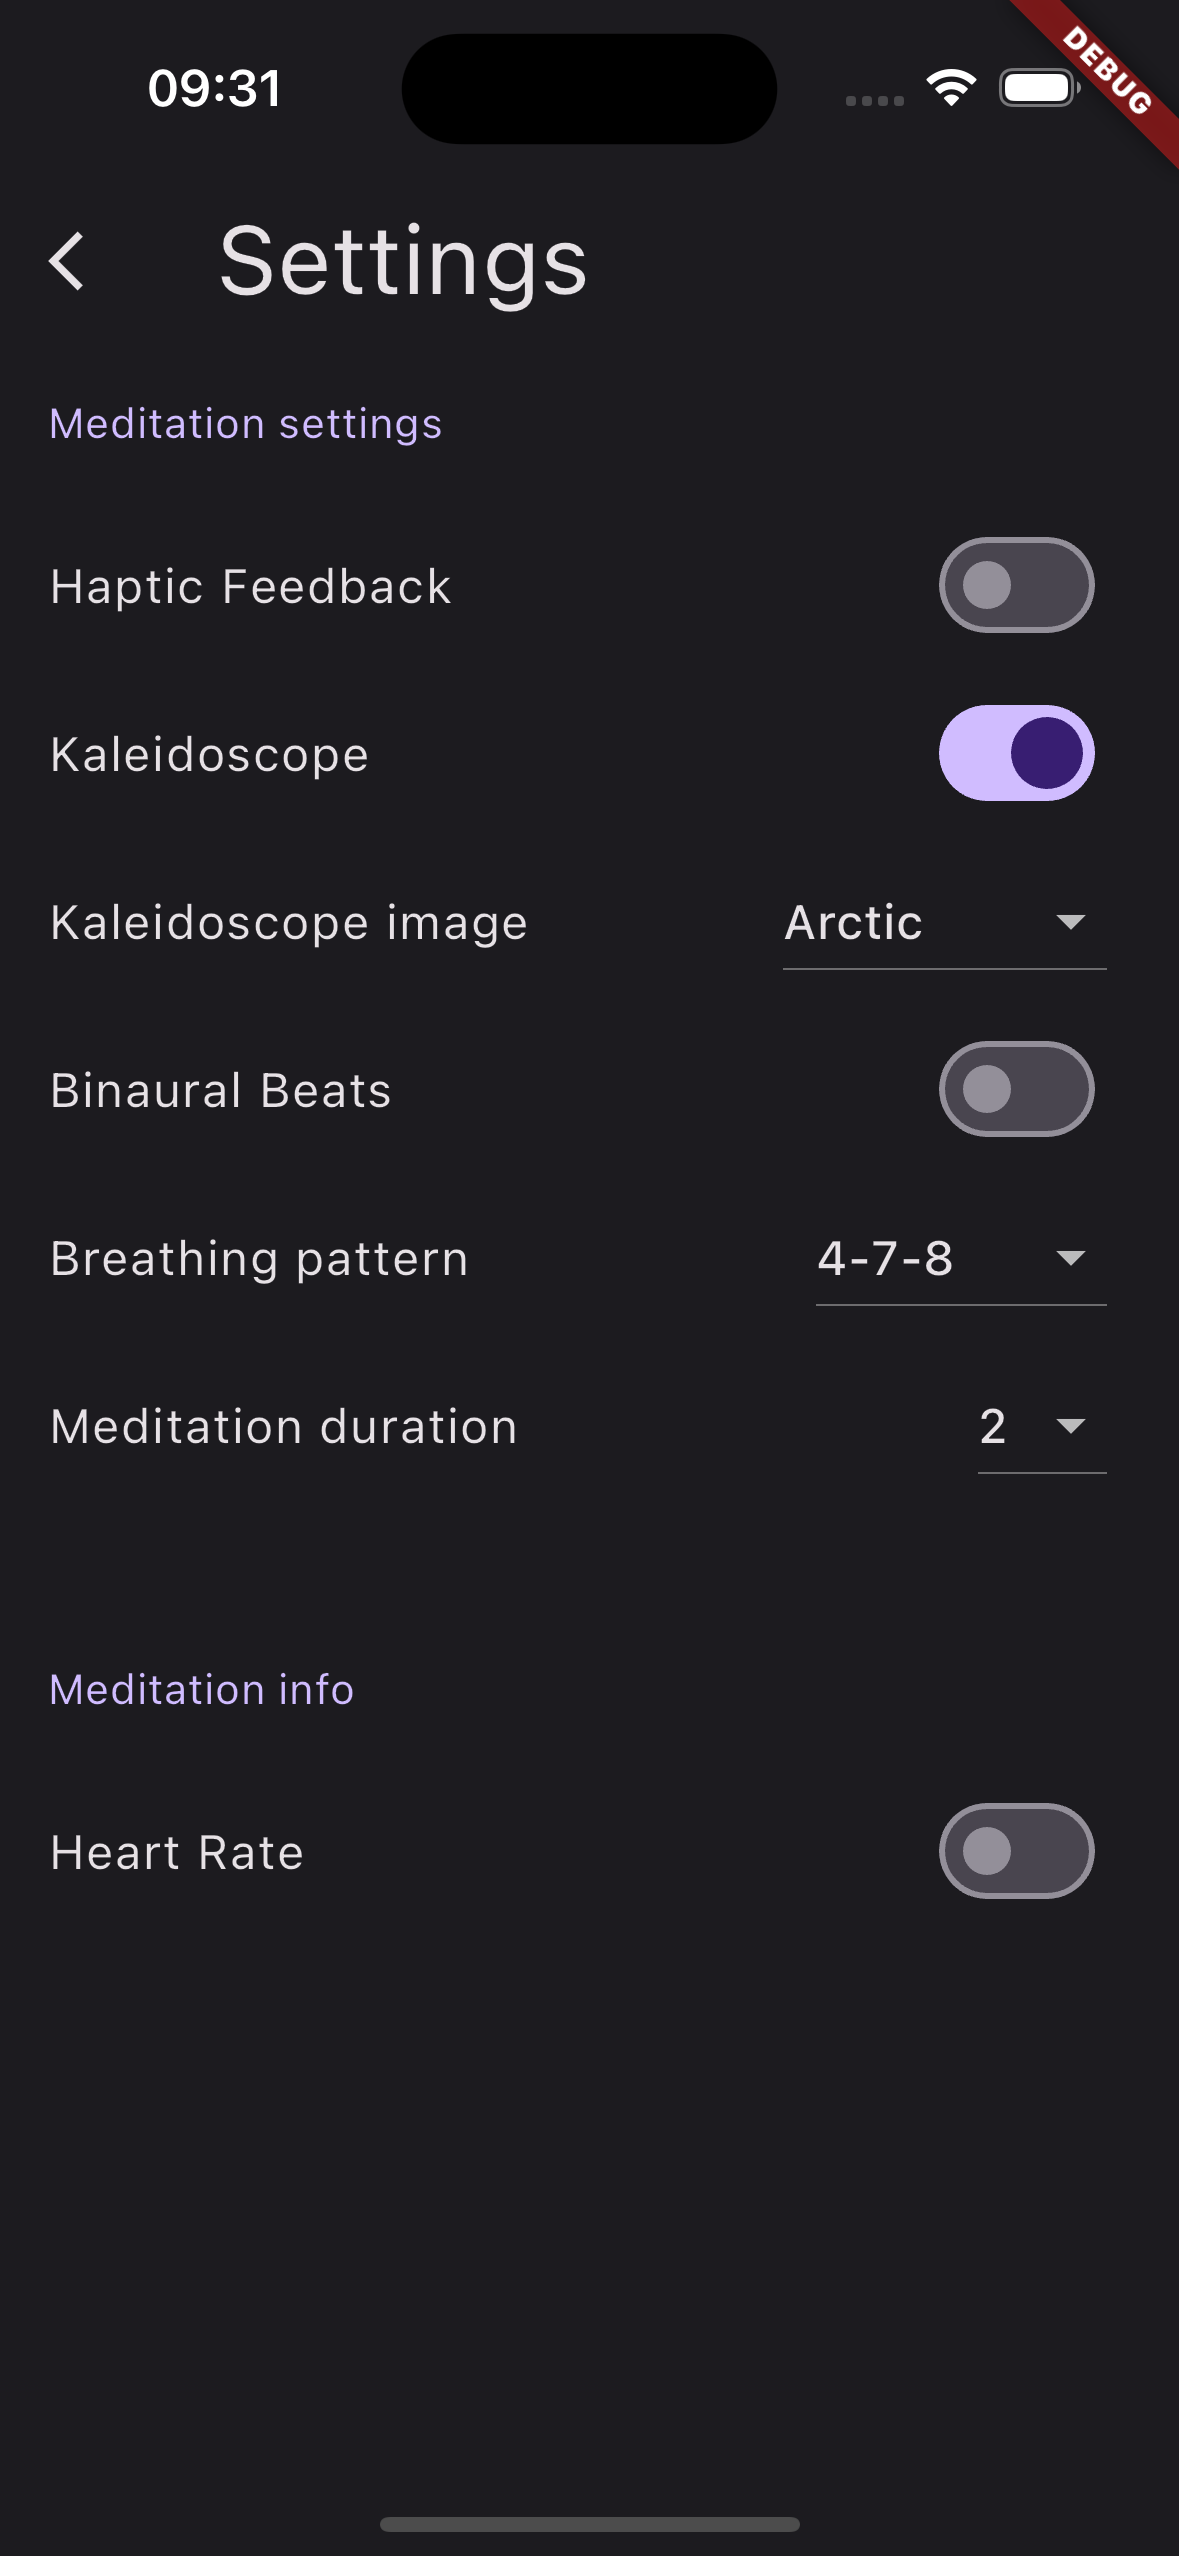 09:31
DEBUG
Settings
Meditation settings
Haptic Feedback
Kaleidoscope
Kaleidoscope image Arctic
Binaural Beats
Breathing pattern 4-7-8
Meditation duration 2
Meditation info
Heart Rate